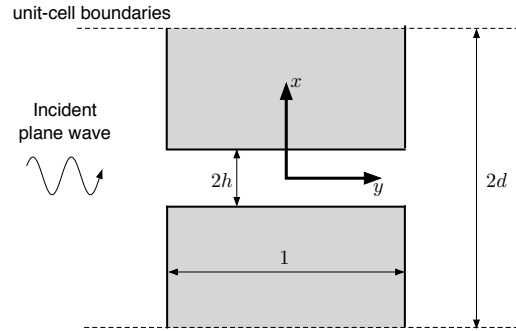 unit-cell boundaries
x
Incident
plane wave
2h
y
2d
1